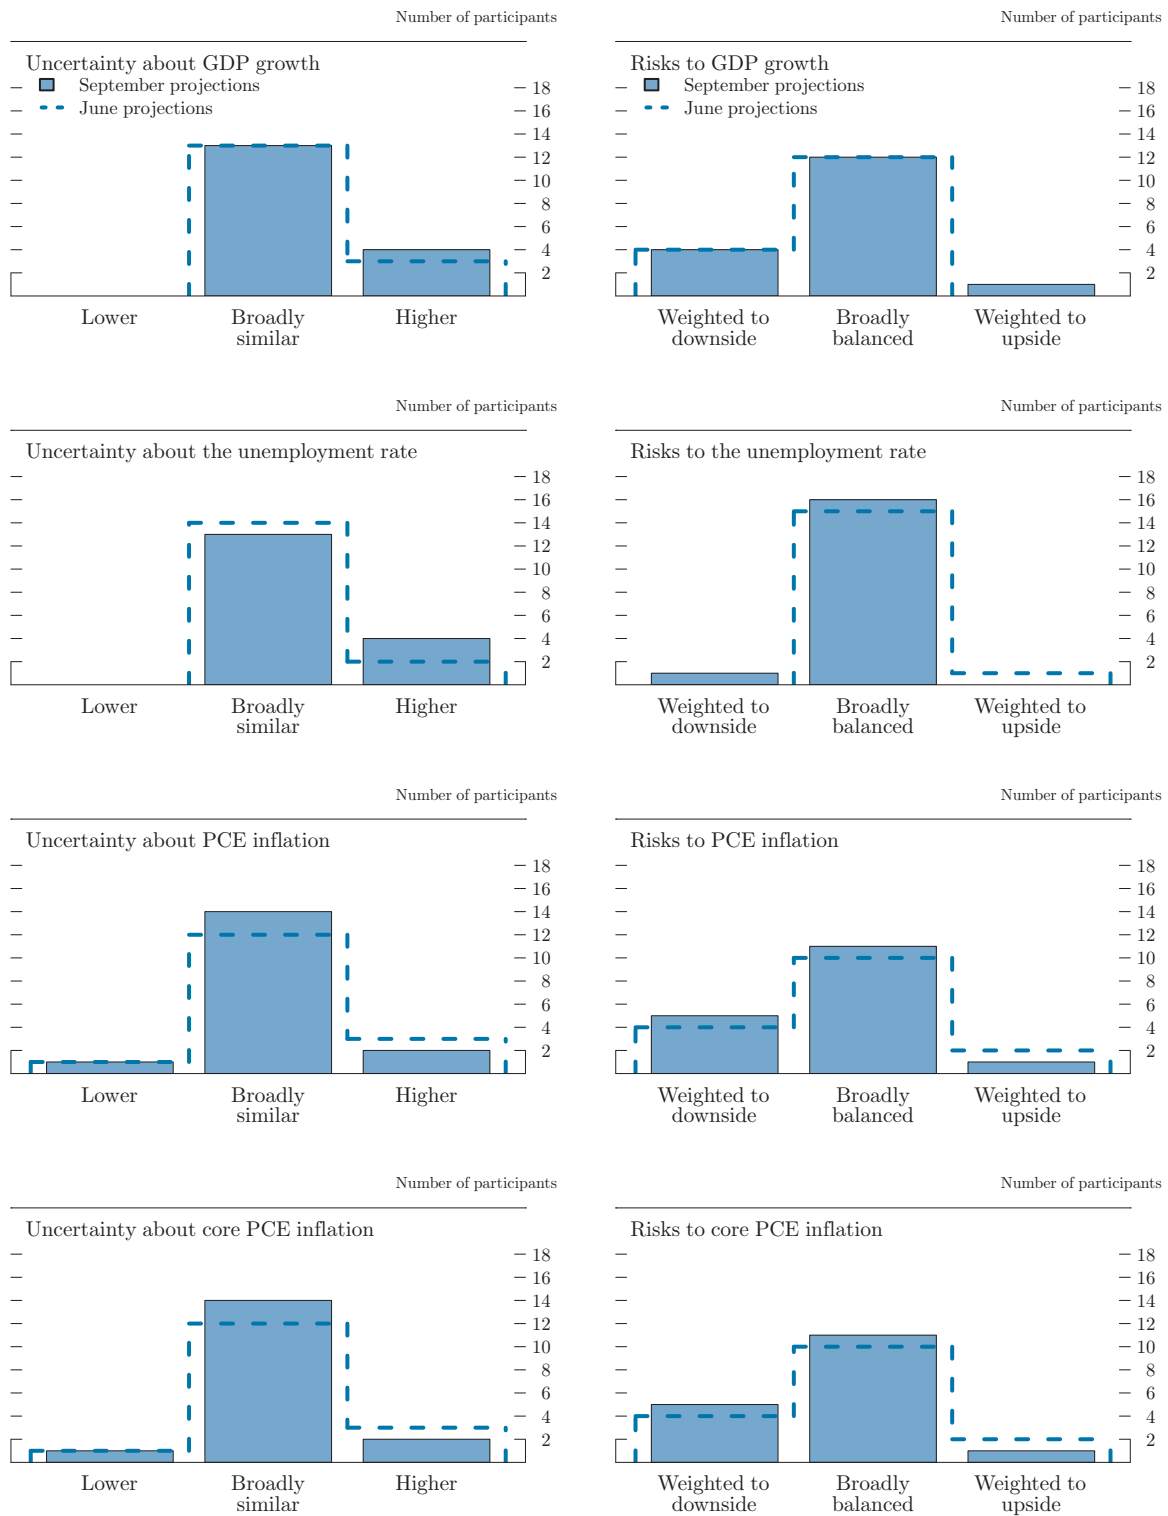 Number of participants
Uncertainty about GDP growth
September projections
June projections
18
16
14
12
10
8
6
4
2
Lower
Broadly
similar
Higher
Number of participants
Risks to GDP growth
September projections
June projections
18
16
14
12
10
8
6
4
2
Weighted to
downside
Broadly
balanced
Weighted to
upside
Number of participants
Uncertainty about the unemployment rate
18
16
14
12
10
8
6
4
2
Lower
Broadly
similar
Higher
Number of participants
Risks to the unemployment rate
18
16
14
12
10
8
6
4
2
Weighted to
downside
Broadly
balanced
Weighted to
upside
Number of participants
Uncertainty about PCE inflation
18
16
14
12
10
8
6
4
2
Lower
Broadly
similar
Higher
Number of participants
Risks to PCE inflation
18
16
14
12
10
8
6
4
2
Weighted to
downside
Broadly
balanced
Weighted to
upside
Number of participants
Uncertainty about core PCE inflation
18
16
14
12
10
8
6
4
2
Lower
Broadly
similar
Higher
Number of participants
Risks to core PCE inflation
18
16
14
12
10
8
6
4
2
Weighted to
downside
Broadly
balanced
Weighted to
upside